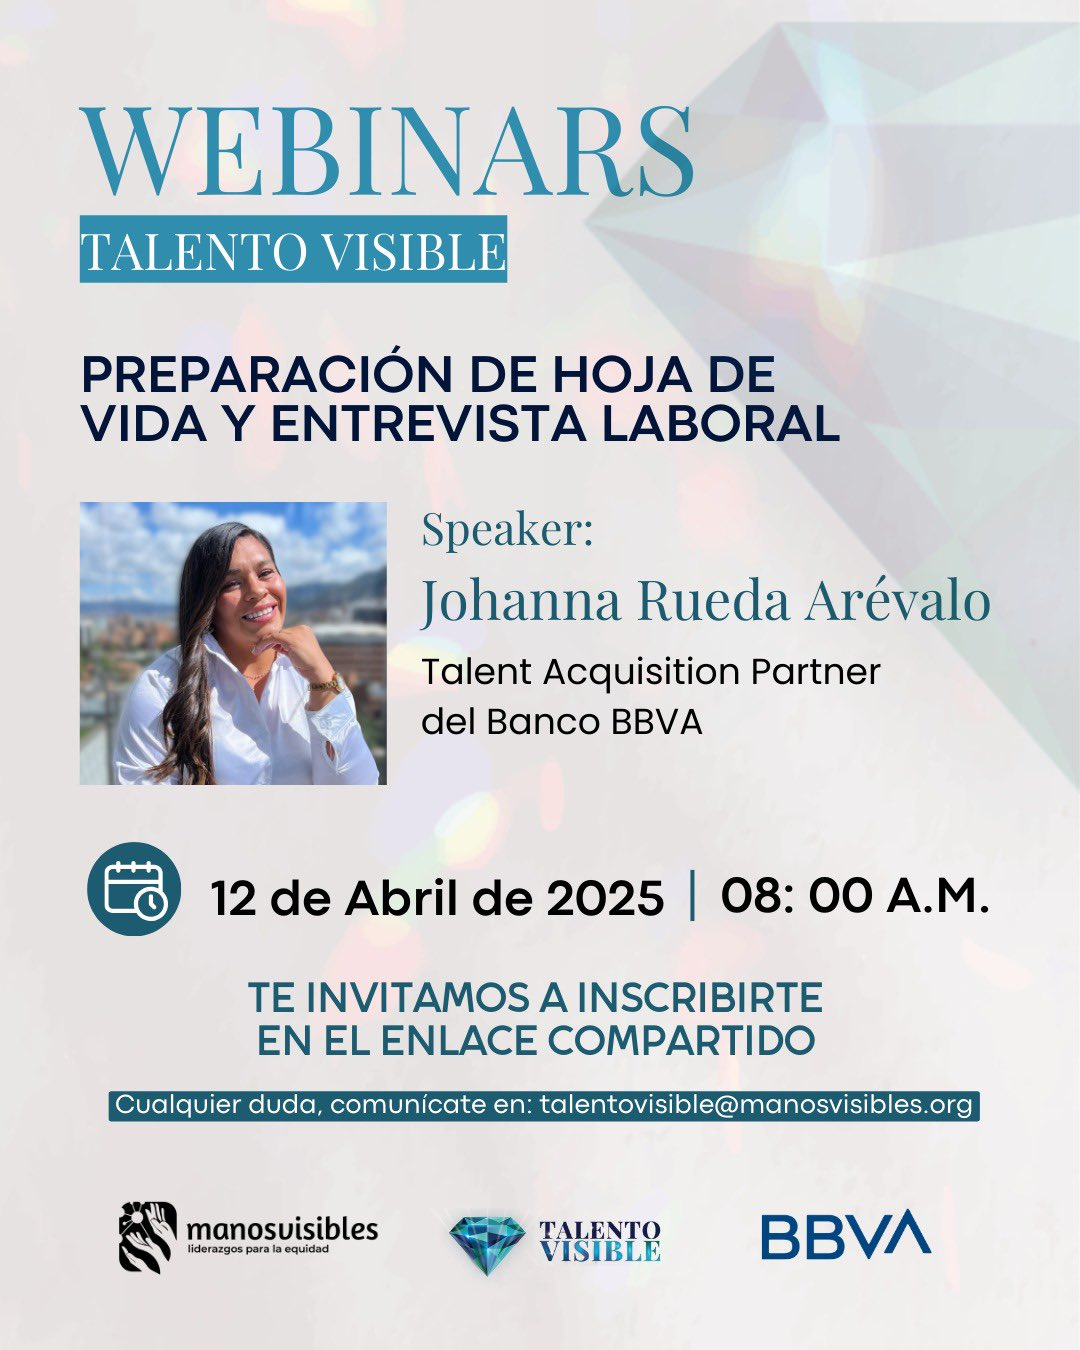 WEBINARS
TALENTO VISIBLE
PREPARACIÓN DE HOJA DE
VIDA Y ENTREVISTA LABORAL
Speaker:
Johanna Rueda Arévalo
Talent Acquisition Partner
del Banco BBVA
12 de Abril de 2025 | 08: 00 A.M.
TE INVITAMOS A INSCRIBIRTE
EN EL ENLACE COMPARTIDO
Cualquier duda, comunícate en: talentovisible@manosvisibles.org
manosvisibles
liderazgos para la equidad
TALENTO
VISIBLE
BBVA